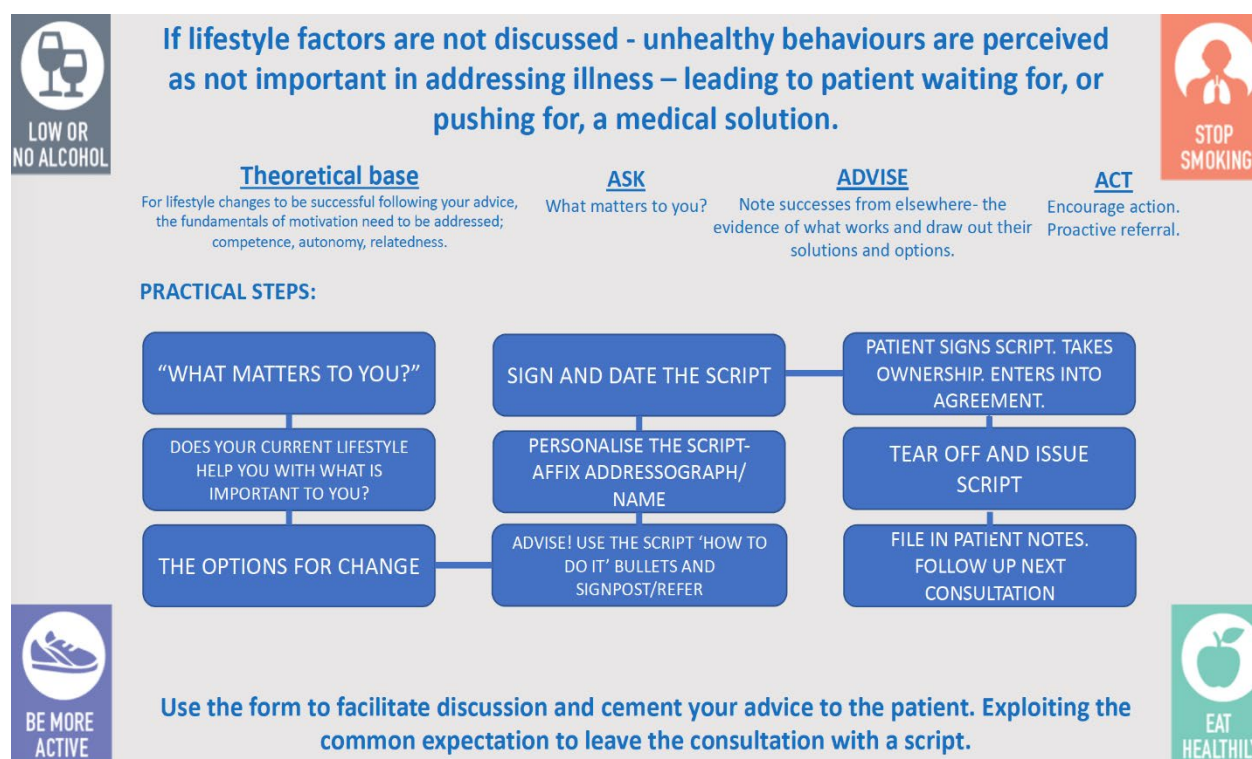 If lifestyle factors are not discussed - unhealthy behaviours are perceived
as not important in addressing illness – leading to patient waiting for, or
pushing for, a medical solution.
LOW OR
NO ALCOHOL
STOP
SMOKING
Theoretical base
For lifestyle changes to be successful following your advice,
the fundamentals of motivation need to be addressed;
competence, autonomy, relatedness.
ASK
What matters to you?
ADVISE
Note successes from elsewhere- the
evidence of what works and draw out their
solutions and options.
ACT
Encourage action.
Proactive referral.
PRACTICAL STEPS:
“WHAT MATTERS TO YOU?”
DOES YOUR CURRENT LIFESTYLE
HELP YOU WITH WHAT IS
IMPORTANT TO YOU?
THE OPTIONS FOR CHANGE
ADVISE! USE THE SCRIPT ‘HOW TO
DO IT’ BULLETS AND
SIGNPOST/REFER
PERSONALISE THE SCRIPT-
AFFIX ADDRESSOGRAPH/
NAME
SIGN AND DATE THE SCRIPT
PATIENT SIGNS SCRIPT. TAKES
OWNERSHIP. ENTERS INTO
AGREEMENT.
TEAR OFF AND ISSUE
SCRIPT
FILE IN PATIENT NOTES.
FOLLOW UP NEXT
CONSULTATION
BE MORE
ACTIVE
EAT
HEALTHILY
Use the form to facilitate discussion and cement your advice to the patient. Exploiting the
common expectation to leave the consultation with a script.